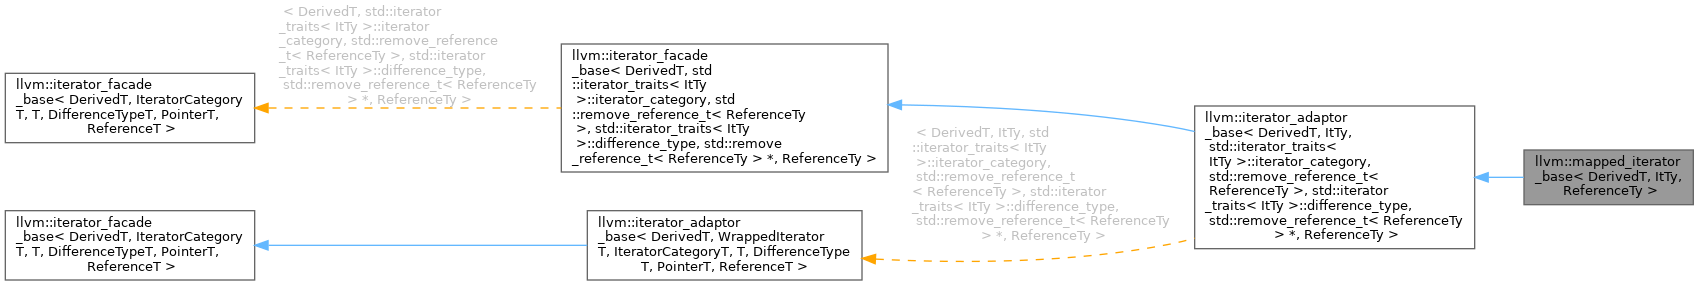 < DerivedT, std::iterator
_traits< ItTy >::iterator
_category, std::remove_reference
_t< ReferenceTy >, std::iterator
_traits< ItTy >::difference_type,
std::remove_reference_t< ReferenceTy
> *, ReferenceTy >
llvm::iterator_facade
_base< DerivedT, IteratorCategory
T, T, DifferenceTypeT, PointerT,
ReferenceT >
llvm::iterator_facade
_base< DerivedT, std
::iterator_traits< ItTy
>::iterator_category, std
::remove_reference_t< ReferenceTy
>, std::iterator_traits< ItTy
>::difference_type, std::remove
_reference_t< ReferenceTy > *, ReferenceTy >
< DerivedT, ItTy, std
::iterator_traits< ItTy
>::iterator_category,
std::remove_reference_t
< ReferenceTy >, std::iterator
_traits< ItTy >::difference_type,
std::remove_reference_t< ReferenceTy
> *, ReferenceTy >
llvm::iterator_adaptor
_base< DerivedT, ItTy,
std::iterator_traits<
ItTy >::iterator_category,
std::remove_reference_t<
ReferenceTy >, std::iterator
_traits< ItTy >::difference_type,
std::remove_reference_t< ReferenceTy
> *, ReferenceTy >
llvm::mapped_iterator
_base< DerivedT, ItTy,
ReferenceTy >
llvm::iterator_facade
_base< DerivedT, IteratorCategory
T, T, DifferenceTypeT, PointerT,
ReferenceT >
llvm::iterator_adaptor
_base< DerivedT, WrappedIterator
T, IteratorCategoryT, T, DifferenceType
T, PointerT, ReferenceT >